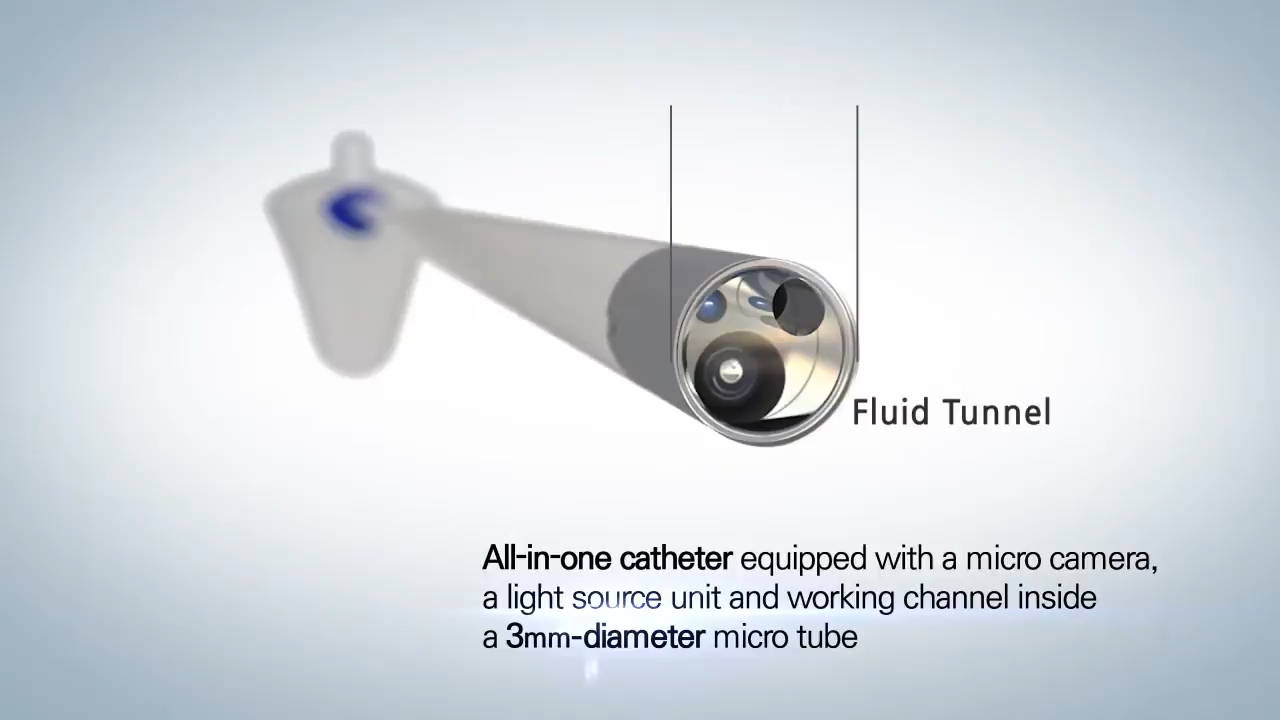 Fluid Tunnel
All-in-one catheter equipped with a micro camera,
a light source unit and working channel inside
a 3mm-diameter micro tube